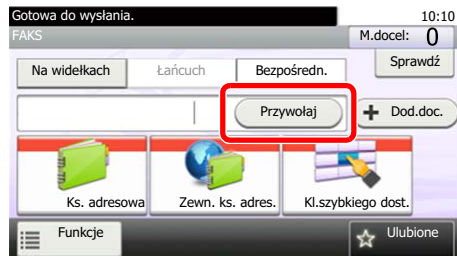 Gotowa do wysłania.
10:10
FAKS
M.docel: 0
Na widełkach
Łańcuch
Bezpośredn.
Sprawdź
Przywołaj
Dod.doc.
Ks. adresowa
Zewn. ks. adres.
Kl.szybkiego dost.
Funkcje
Ulubione